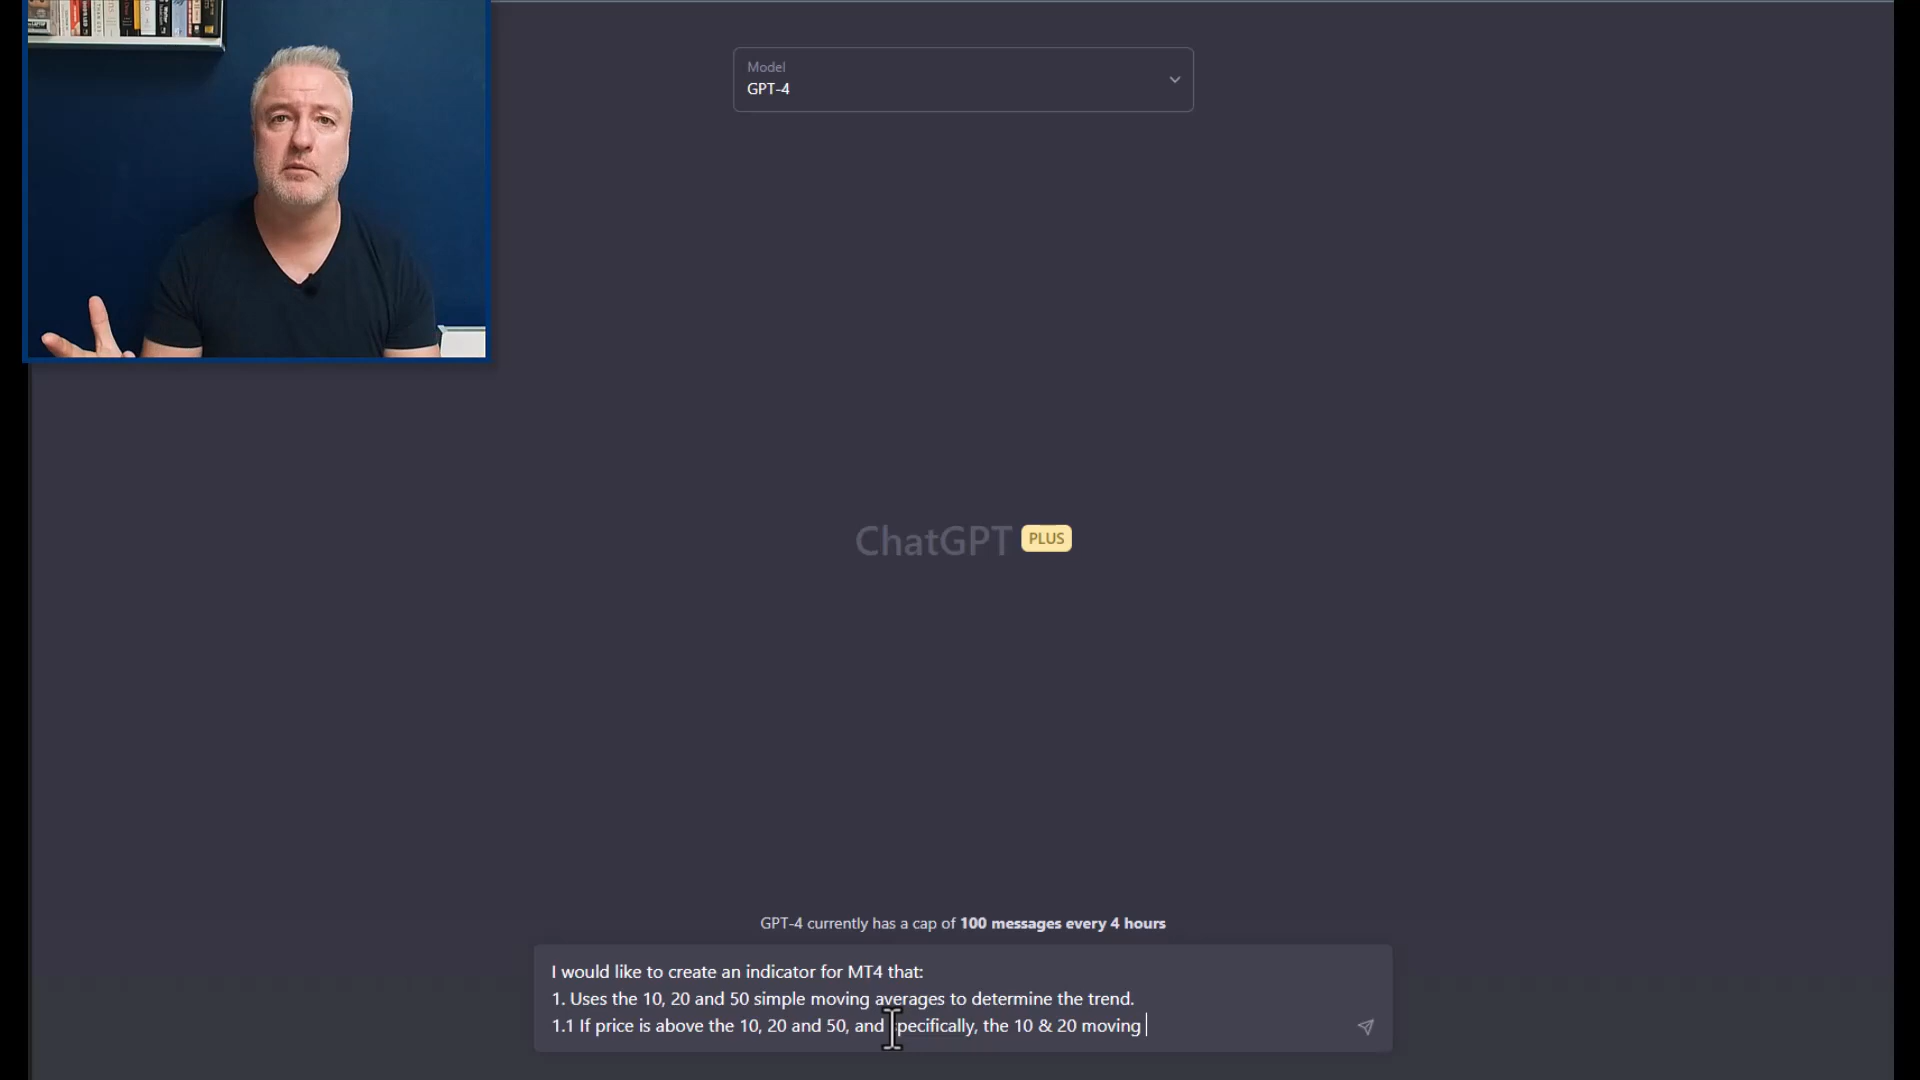 Model
GPT-4
ChatGPT PLUS
GPT-4 currently has a cap of 100 messages every 4 hours
I would like to create an indicator for MT4 that:
1. Uses the 10, 20 and 50 simple moving averages to determine the trend.
1.1 If price is above the 10, 20 and 50, and specifically, the 10 & 20 moving